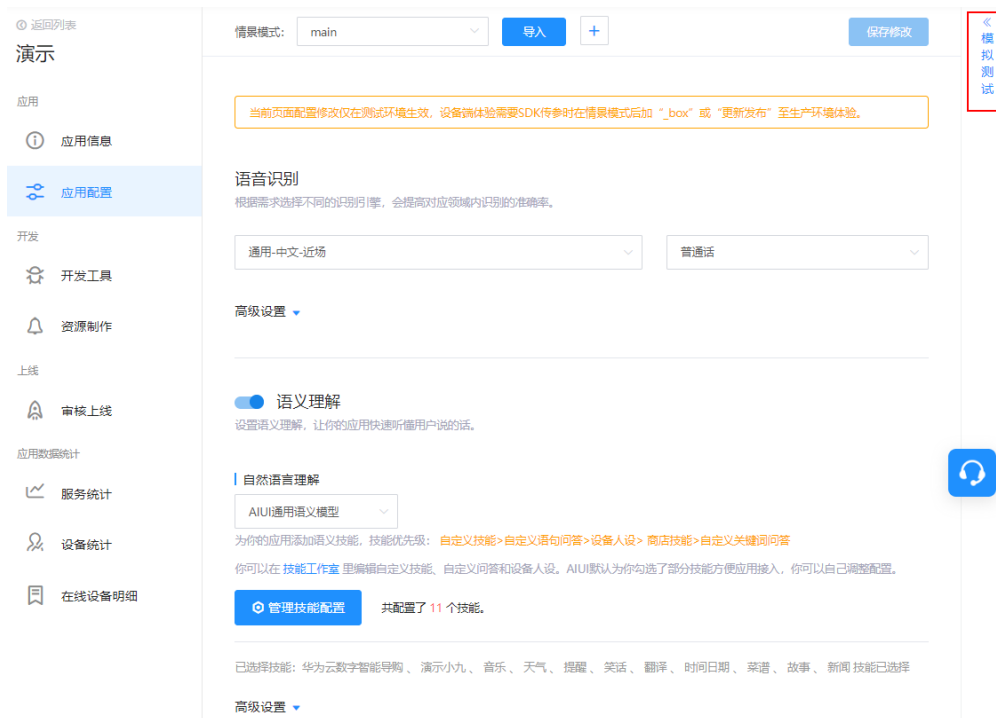 返回列表
演示
应用
应用信息
应用配置
开发
开发工具
资源制作
上线
审核上线
应用数据统计
服务统计
设备统计
在线设备明细
情景模式： main 导入 + 保存修改
当前页面配置修改仅在测试环境生效，设备端体验需要SDK传参时在情景模式后加“_box”或“更新发布”至生产环境体验。
语音识别
根据需求选择不同的识别引擎，会提高对应领域内识别的准确率。
通用-中文-近场 普通话
高级设置
语义理解
设置语义理解，让你的应用快速听懂用户说的话。
自然语言理解
AIUI通用语义模型
为你的应用添加语义技能，技能优先级： 自定义技能>自定义语句问答>设备人设> 商店技能>自定义关键词问答
你可以在 技能工作室 里编辑自定义技能、自定义问答和设备人设。AIUI默认为你勾选了部分技能方便应用接入，你可以自己调整配置。
管理技能配置 共配置了 11 个技能。
已选择技能：华为云数字智能导购 、 演示小九 、 音乐 、 天气 、 提醒 、 笑话 、 翻译 、 时间日期 、 菜谱 、 故事 、 新闻 技能已选择
高级设置
模拟测试